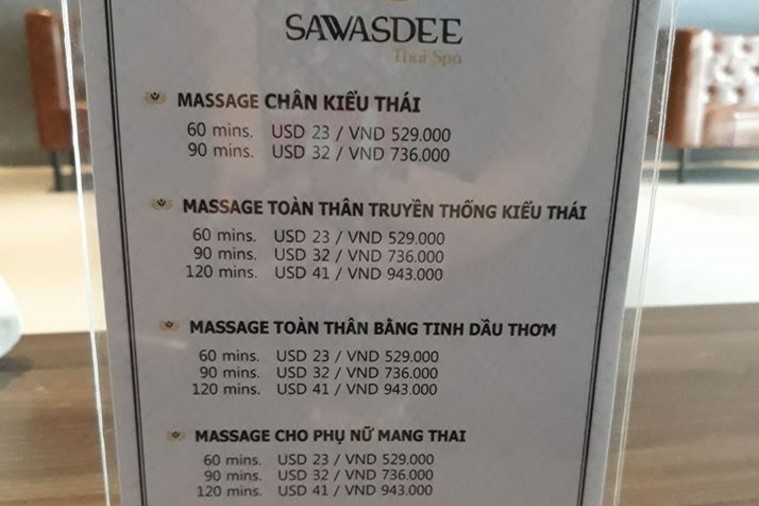 SAWASDEE
Thai Spa
MASSAGE CHÂN KIỂU THÁI
60 mins. USD 23 / VND 529.000
90 mins. USD 32 / VND 736.000
MASSAGE TOÀN THÂN TRUYỀN THỐNG KIỂU THÁI
60 mins. USD 23 / VND 529.000
90 mins. USD 32 / VND 736.000
120 mins. USD 41 / VND 943.000
MASSAGE TOÀN THÂN BẰNG TINH DẦU THƠM
60 mins. USD 23 / VND 529.000
90 mins. USD 32 / VND 736.000
120 mins. USD 41 / VND 943.000
MASSAGE CHO PHỤ NỮ MANG THAI
60 mins. USD 23 / VND 529.000
90 mins. USD 32 / VND 736.000
120 mins. USD 41 / VND 943.000